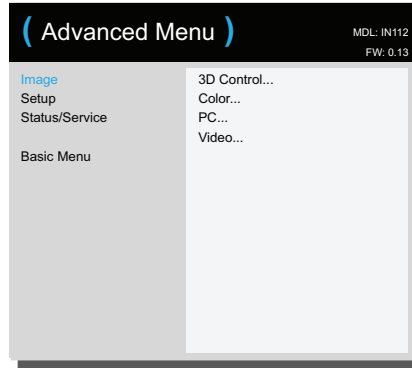 ( Advanced Menu )
MDL: IN112
FW: 0.13
Image
Setup
Status/Service
Basic Menu
3D Control...
Color...
PC...
Video...